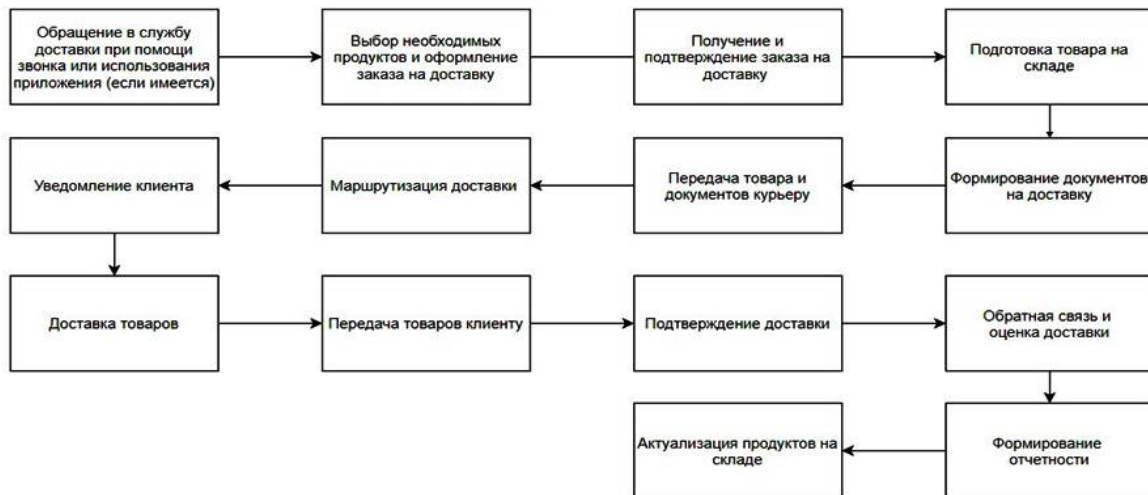 Обращение в службу
доставки при помощи
звонка или использования
приложения (если имеется)
Выбор необходимых
продуктов и оформление
заказа на доставку
Получение и
подтверждение заказа на
доставку
Подготовка товара на
складе
Формирование документов
на доставку
Передача товара и
документов курьеру
Маршрутизация доставки
Уведомление клиента
Доставка товаров
Передача товаров клиенту
Подтверждение доставки
Обратная связь и
оценка доставки
Формирование
отчетности
Актуализация продуктов на
складе